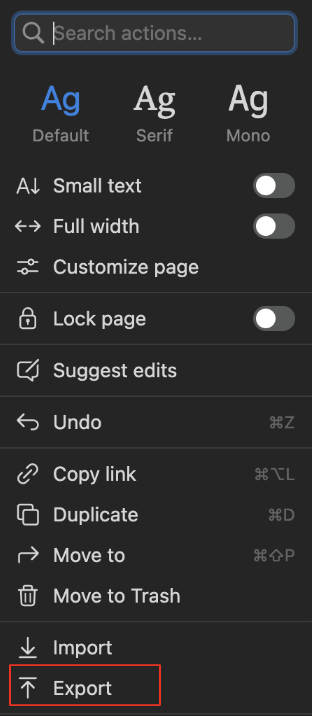 Search actions...
Ag Ag Ag
Default Serif Mono
Small text
Full width
Customize page
Lock page
Suggest edits
Undo ⌘Z
Copy link ⌘⌥L
Duplicate ⌘D
Move to ⌘⇧P
Move to Trash
Import
Export